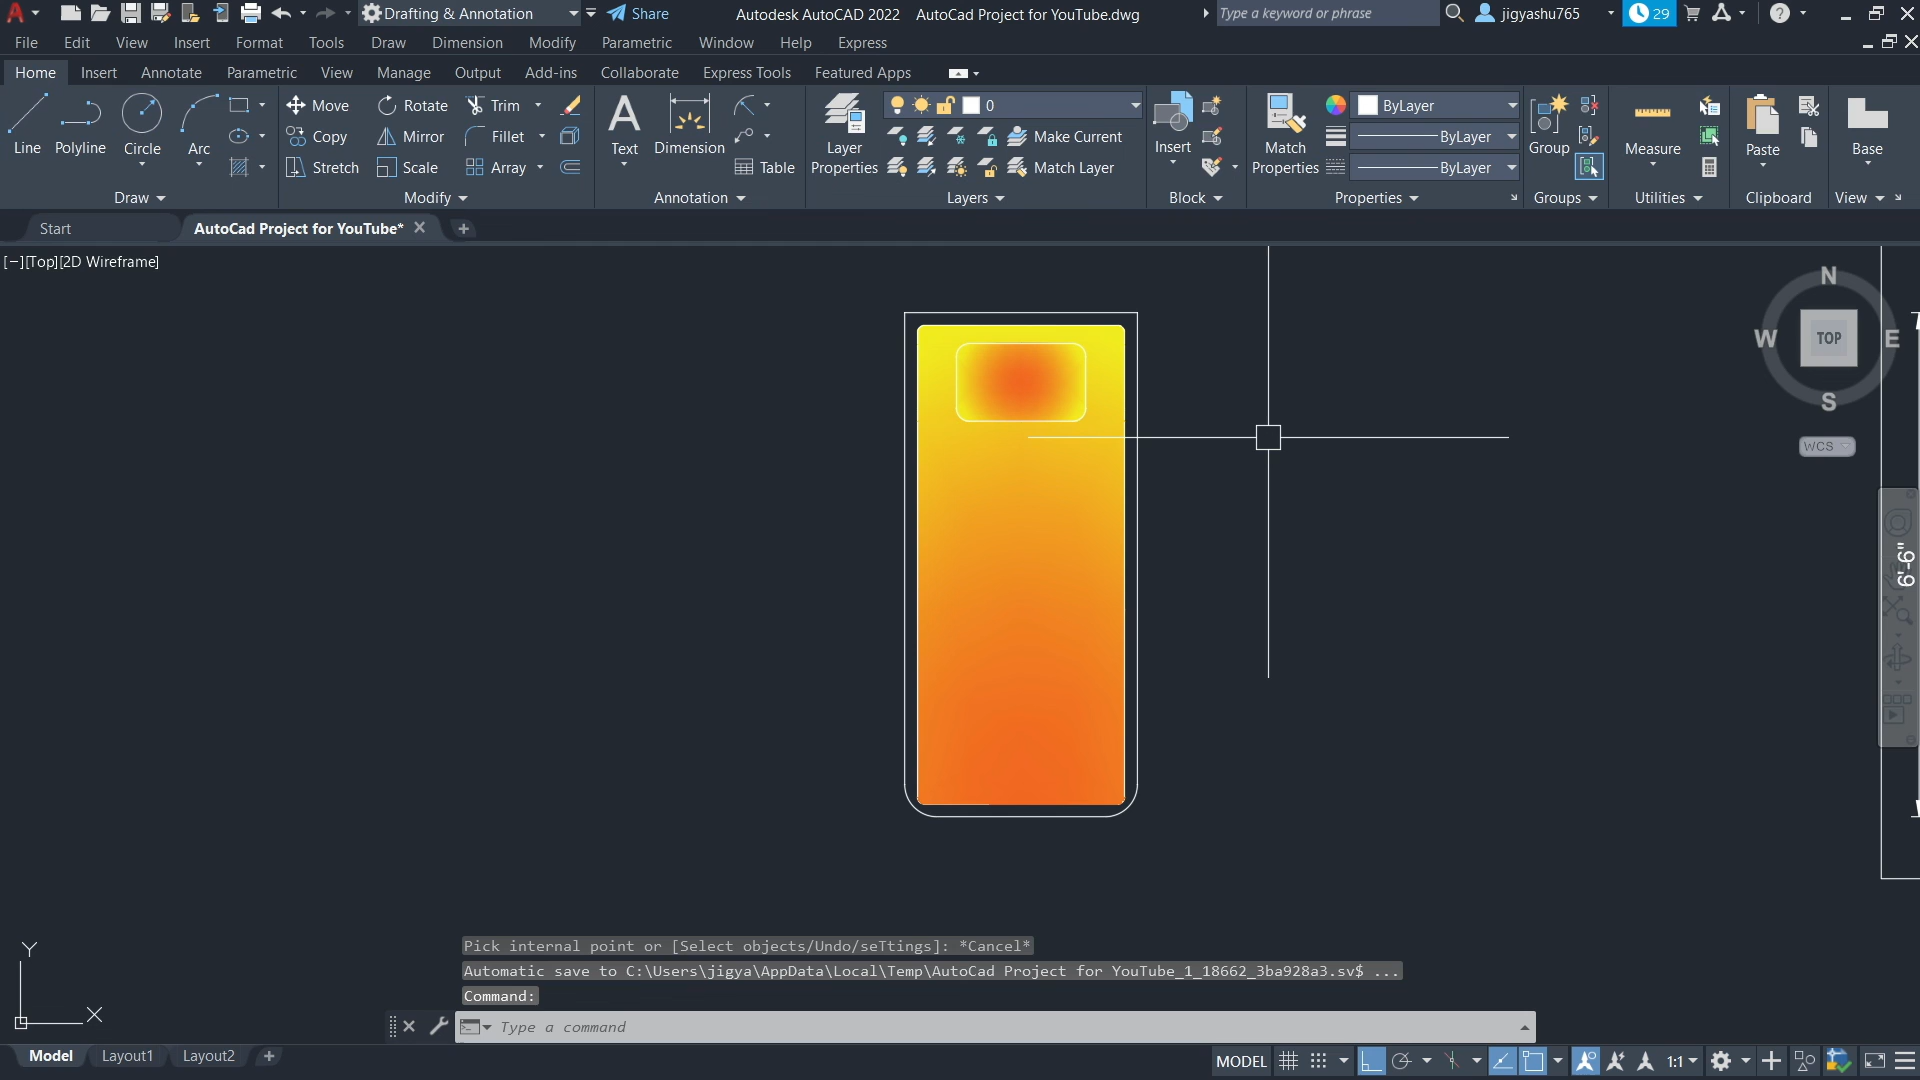 Drafting & Annotation
Share
Autodesk AutoCAD 2022 AutoCad Project for YouTube.dwg
Type a keyword or phrase
jigyashu765
29
File Edit View Insert Format Tools Draw Dimension Modify Parametric Window Help Express
Home Insert Annotate Parametric View Manage Output Add-ins Collaborate Express Tools Featured Apps
Line Polyline Circle Arc
Move Rotate Trim
Copy Mirror Fillet
Stretch Scale Array
Text Dimension Table
Layer Properties
0
Make Current
Match Layer
Insert
Match Properties
ByLayer
ByLayer
ByLayer
Group
Measure
Paste
Base
Draw Modify Annotation Layers Block Properties Groups Utilities Clipboard View
Start
AutoCad Project for YouTube*
[−][Top][2D Wireframe]
N
W TOP E
S
WCS
6'-6"
Pick internal point or [Select objects/Undo/seTtings]: *Cancel*
Automatic save to C:\Users\jigya\AppData\Local\Temp\AutoCad Project for YouTube_1_18662_3ba928a3.sv$ ...
Command:
Type a command
Y
X
Model Layout1 Layout2
MODEL
1:1